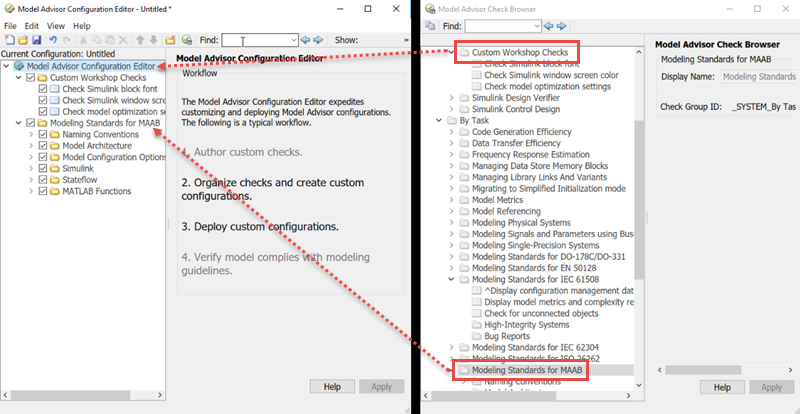 Model Advisor Configuration Editor - Untitled *
File Edit View Help
Find:
Show:
»
Current Configuration: Untitled
Model Advisor Configuration Editor -
Custom Workshop Checks
Check Simulink block font
Check Simulink window scree
Check model optimization se
Modeling Standards for MAAB
Naming Conventions
Model Architecture
Model Configuration Options
Simulink
Stateflow
MATLAB Functions
Model Advisor Configuration Editor
Workflow
The Model Advisor Configuration Editor expedites
customizing and deploying Model Advisor configurations.
The following is a typical workflow.
1. Author custom checks.
2. Organize checks and create custom
configurations.
3. Deploy custom configurations.
4. Verify model complies with modeling
guidelines.
Help
Apply
Model Advisor Check Browser
Find:
Custom Workshop Checks
Check Simulink block font
Check Simulink window screen color
Check model optimization settings
Simulink Design Verifier
Simulink Control Design
By Task
Code Generation Efficiency
Data Transfer Efficiency
Frequency Response Estimation
Managing Data Store Memory Blocks
Managing Library Links And Variants
Migrating to Simplified Initialization mode
Model Metrics
Model Referencing
Modeling Physical Systems
Modeling Signals and Parameters using Buse
Modeling Single-Precision Systems
Modeling Standards for DO-178C/DO-331
Modeling Standards for EN 50128
Modeling Standards for IEC 61508
^Display configuration management dat
Display model metrics and complexity re
Check for unconnected objects
High-Integrity Systems
Bug Reports
Modeling Standards for IEC 62304
Modeling Standards for ISO 26262
Modeling Standards for MAAB
Naming Conventions
Model Advisor Check Browser
Modeling Standards for MAAB
Display Name: Modeling Standards
Check Group ID: _SYSTEM_By Tas
Help
Apply